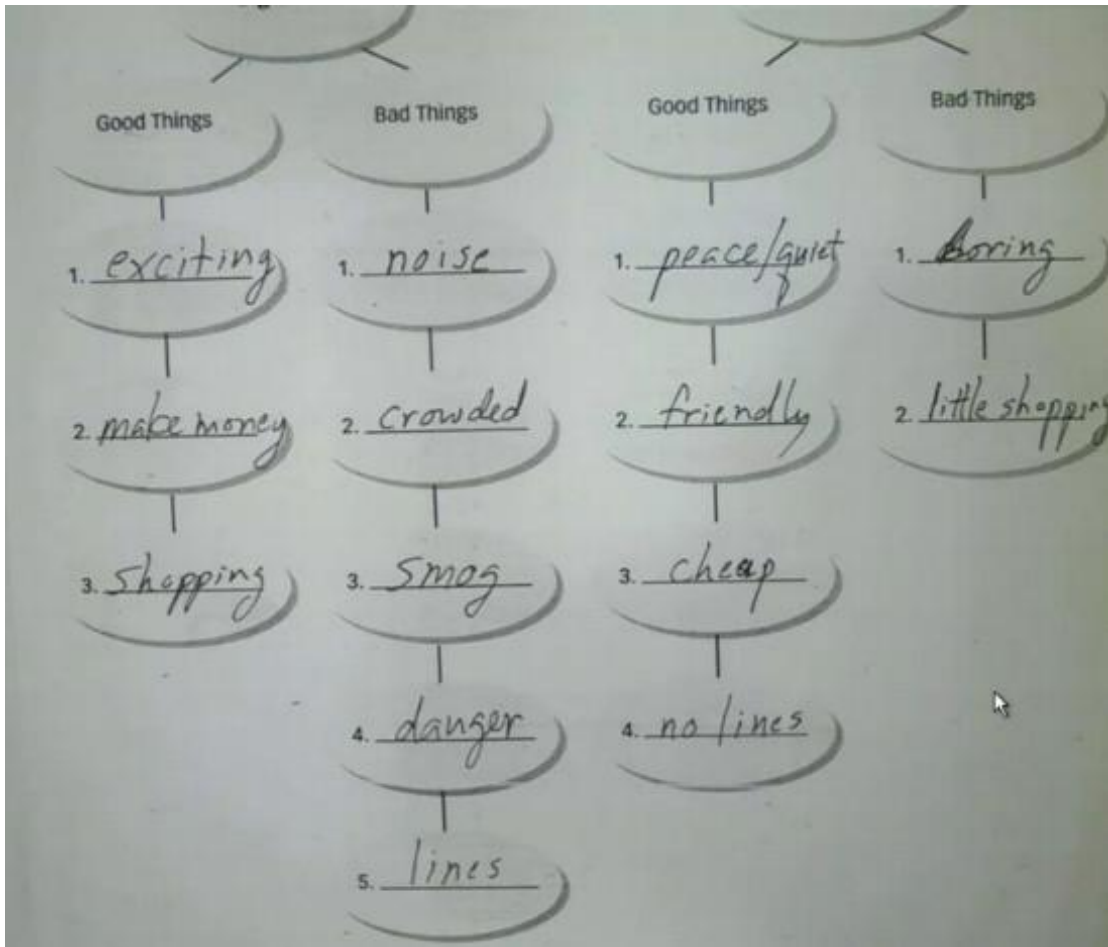 Good Things
Bad Things
Good Things
Bad Things
1. exciting
1. noise
1. peace/quiet
1. Boring
2. make money
2. crowded
2. friendly
2. little shopping
3. shopping
3. smog
3. cheap
4. danger
4. no lines
5. lines